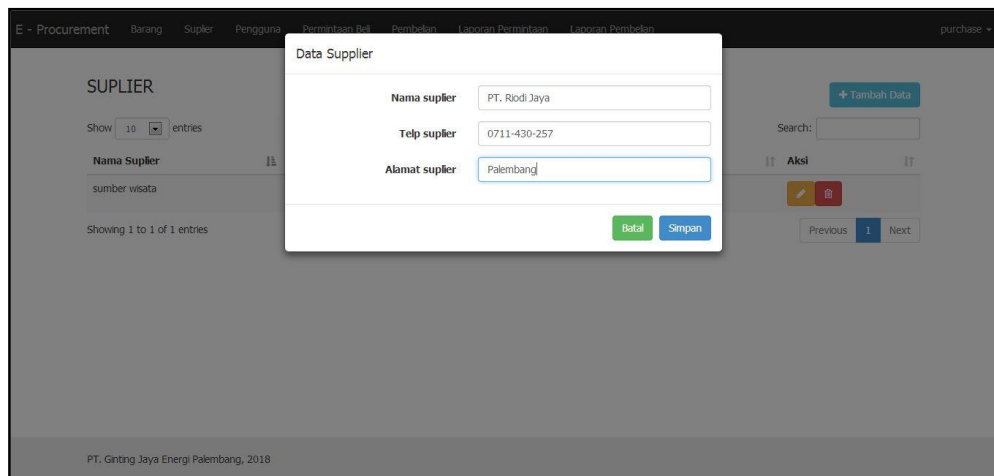 E - Procurement Barang Suplier Pengguna Permintaan Beli Pembelian Laporan Permintaan Laporan Pembelian purchase
Data Supplier
SUPLIER
Nama suplier PT. Riodi Jaya
+ Tambah Data
Telp suplier 0711-430-257
Show 10 entries
Search:
Alamat suplier Palembang
Nama Suplier
Aksi
sumber wisata
Batal Simpan
Showing 1 to 1 of 1 entries
Previous 1 Next
PT. Ginting Jaya Energi Palembang, 2018